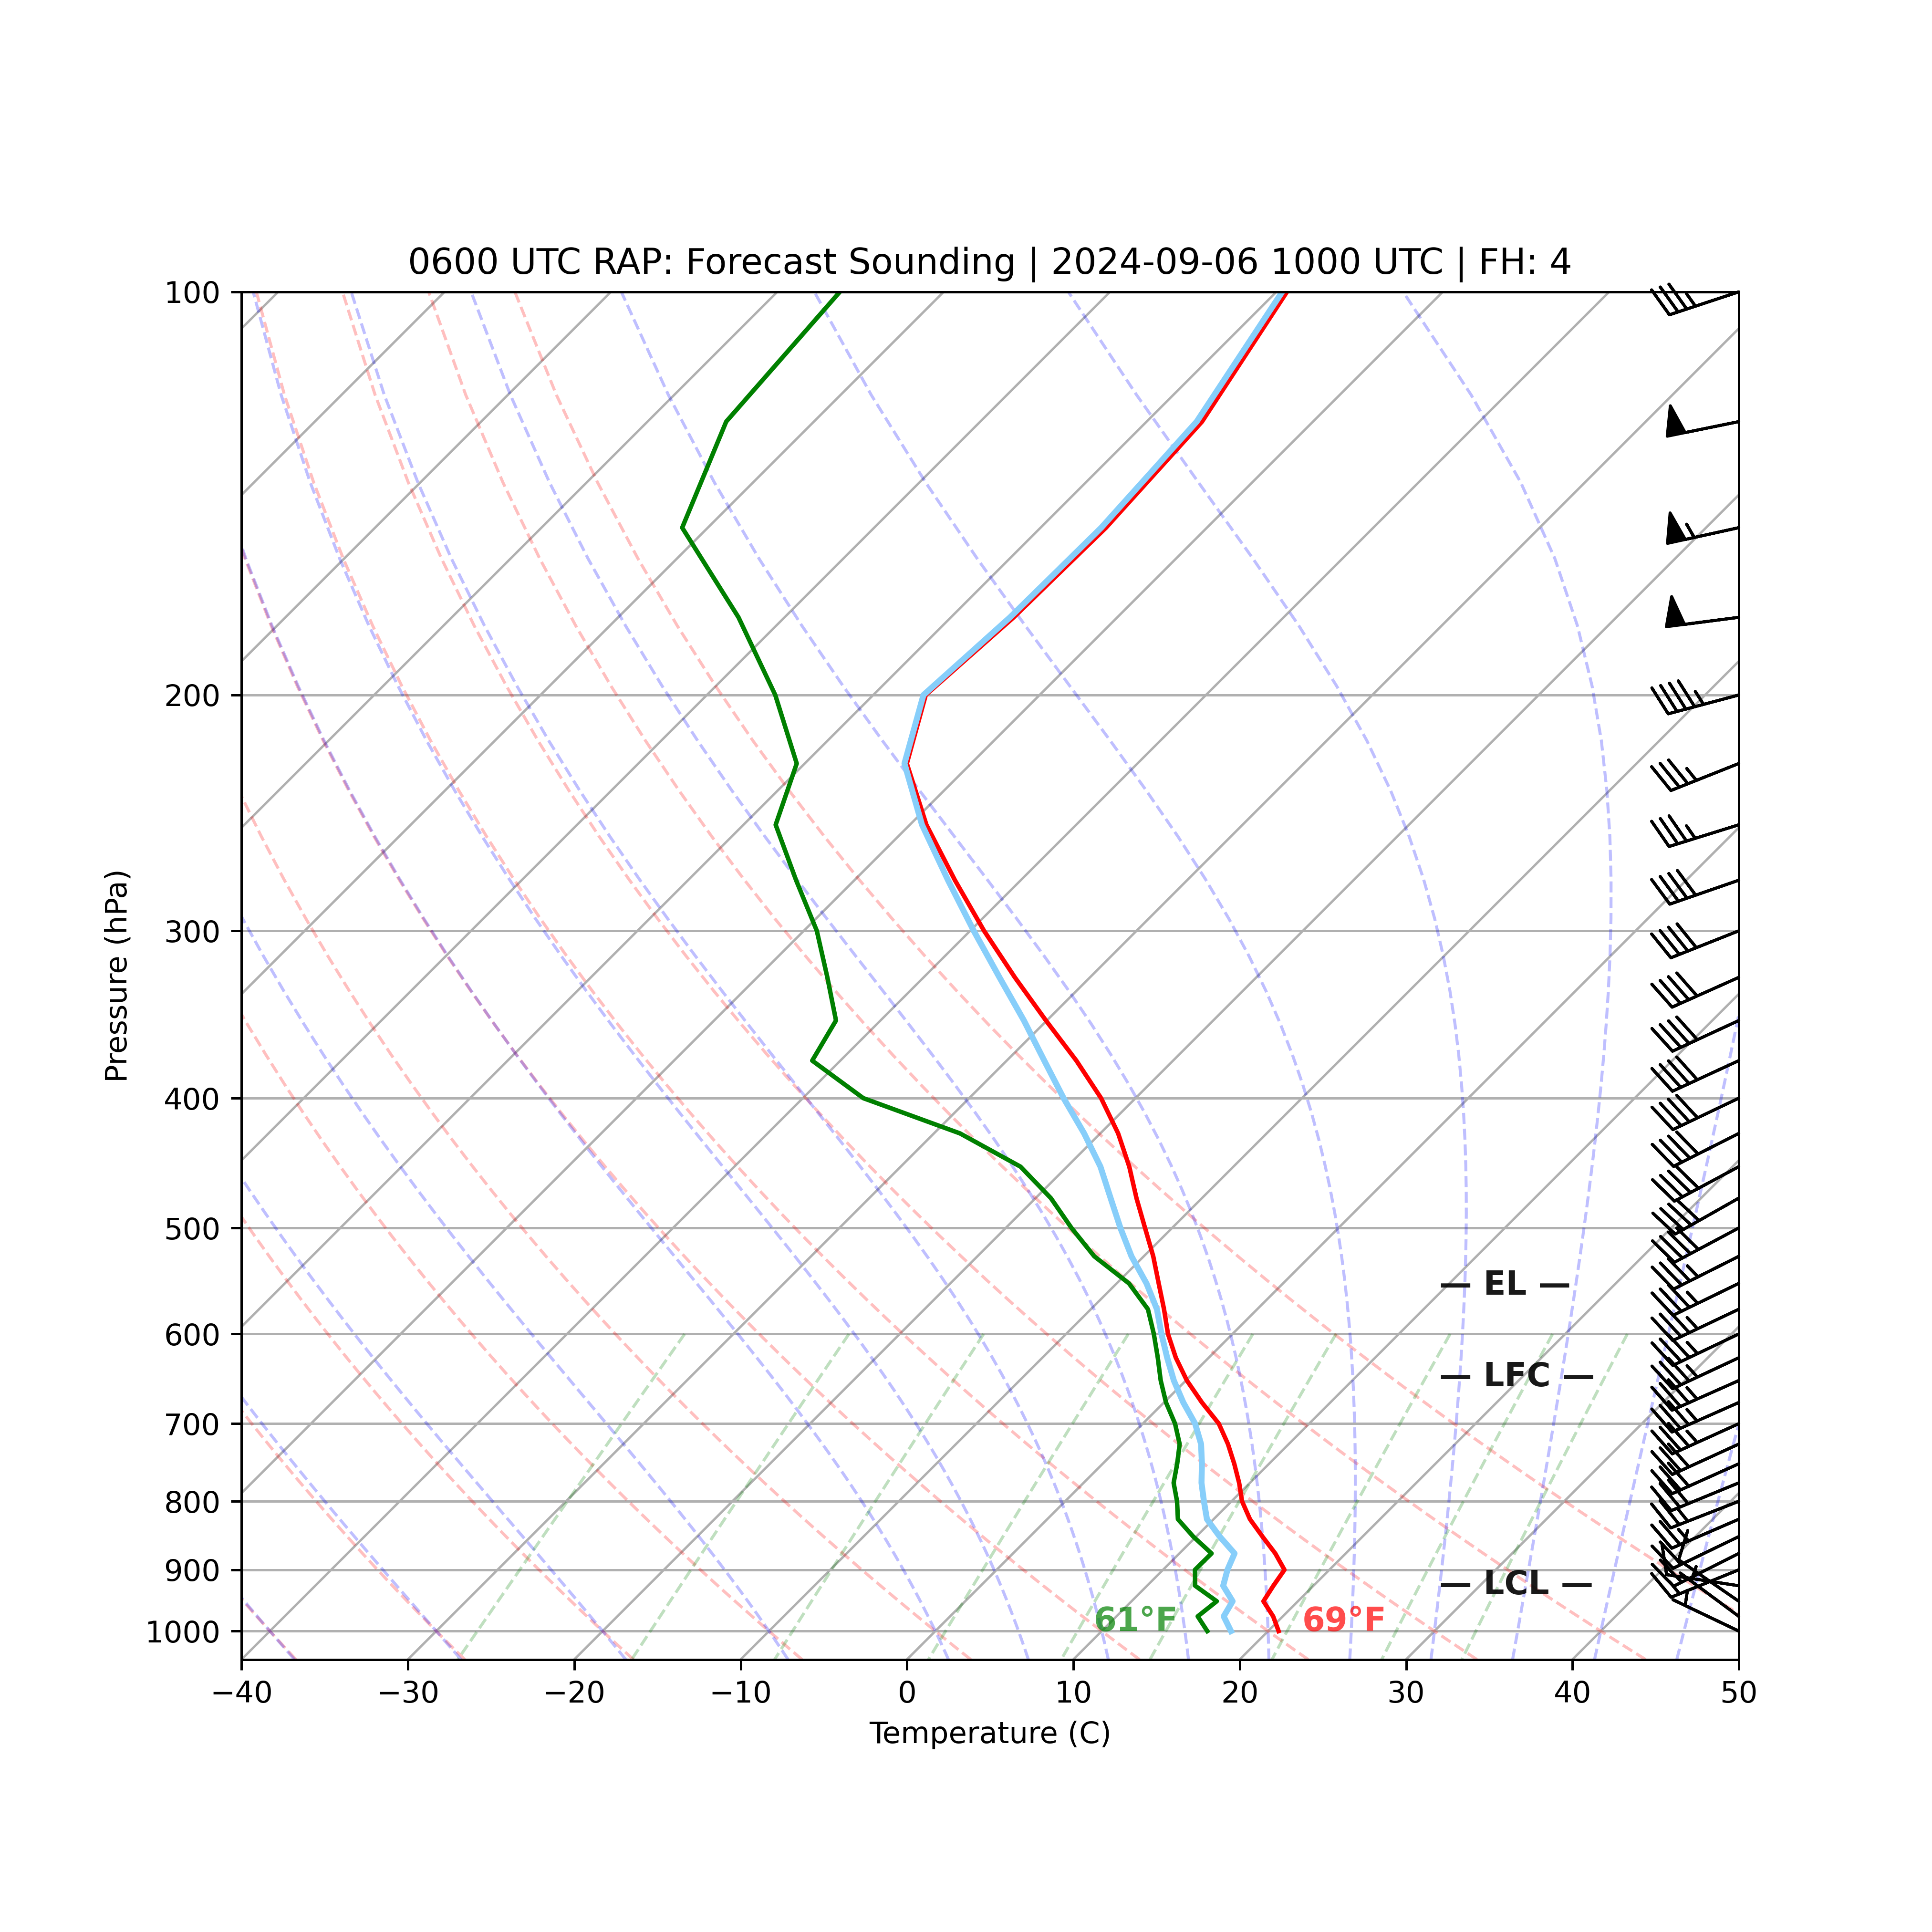 0600 UTC RAP: Forecast Sounding | 2024-09-06 1000 UTC | FH: 4
100
200
300
400
500
600
700
800
900
1000
Pressure (hPa)
— EL —
— LFC —
— LCL —
61°F
69°F
−40
−30
−20
−10
0
10
20
30
40
50
Temperature (C)